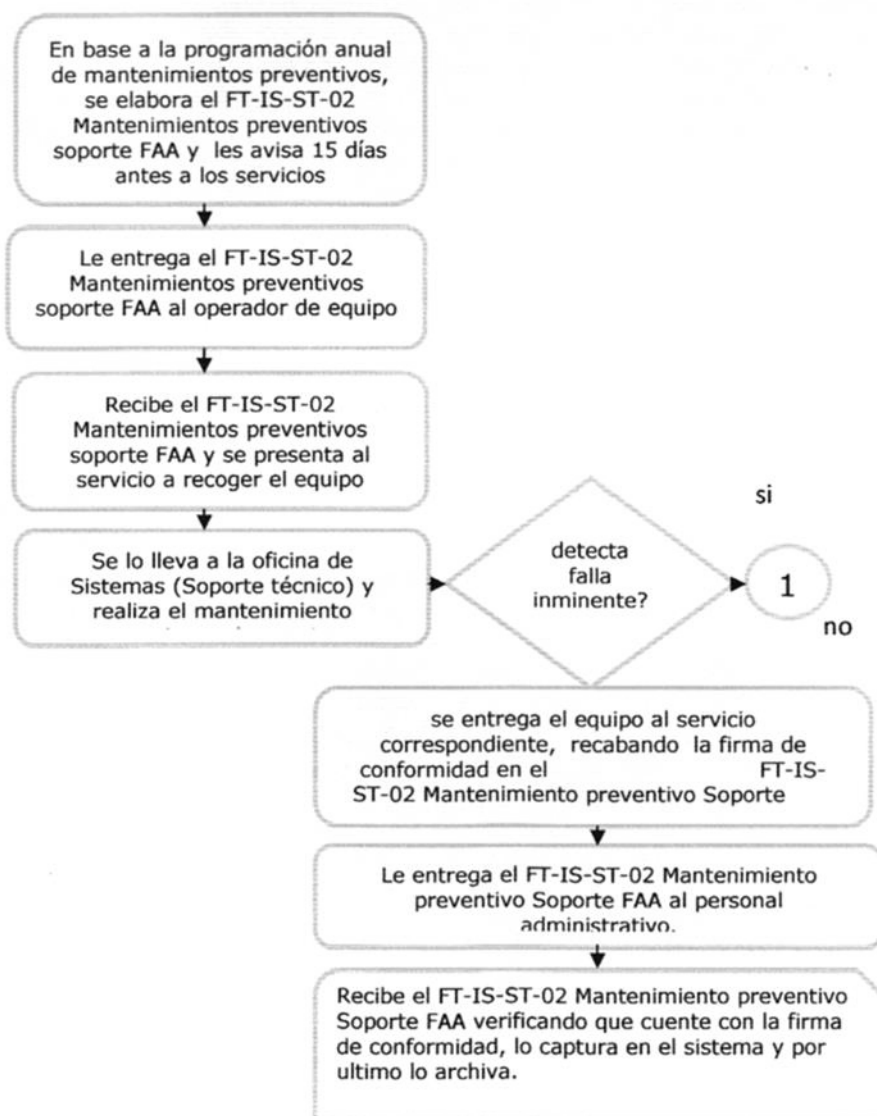 En base a la programación anual
de mantenimientos preventivos,
se elabora el FT-IS-ST-02
Mantenimientos preventivos
soporte FAA y les avisa 15 días
antes a los servicios
Le entrega el FT-IS-ST-02
Mantenimientos preventivos
soporte FAA al operador de equipo
Recibe el FT-IS-ST-02
Mantenimientos preventivos
soporte FAA y se presenta al
servicio a recoger el equipo
Se lo lleva a la oficina de
Sistemas (Soporte técnico) y
realiza el mantenimiento
detecta
falla
inminente?
si
1
no
se entrega el equipo al servicio
correspondiente, recabando la firma de
conformidad en el FT-IS-
ST-02 Mantenimiento preventivo Soporte
Le entrega el FT-IS-ST-02 Mantenimiento
preventivo Soporte FAA al personal
administrativo.
Recibe el FT-IS-ST-02 Mantenimiento preventivo
Soporte FAA verificando que cuente con la firma
de conformidad, lo captura en el sistema y por
ultimo lo archiva.